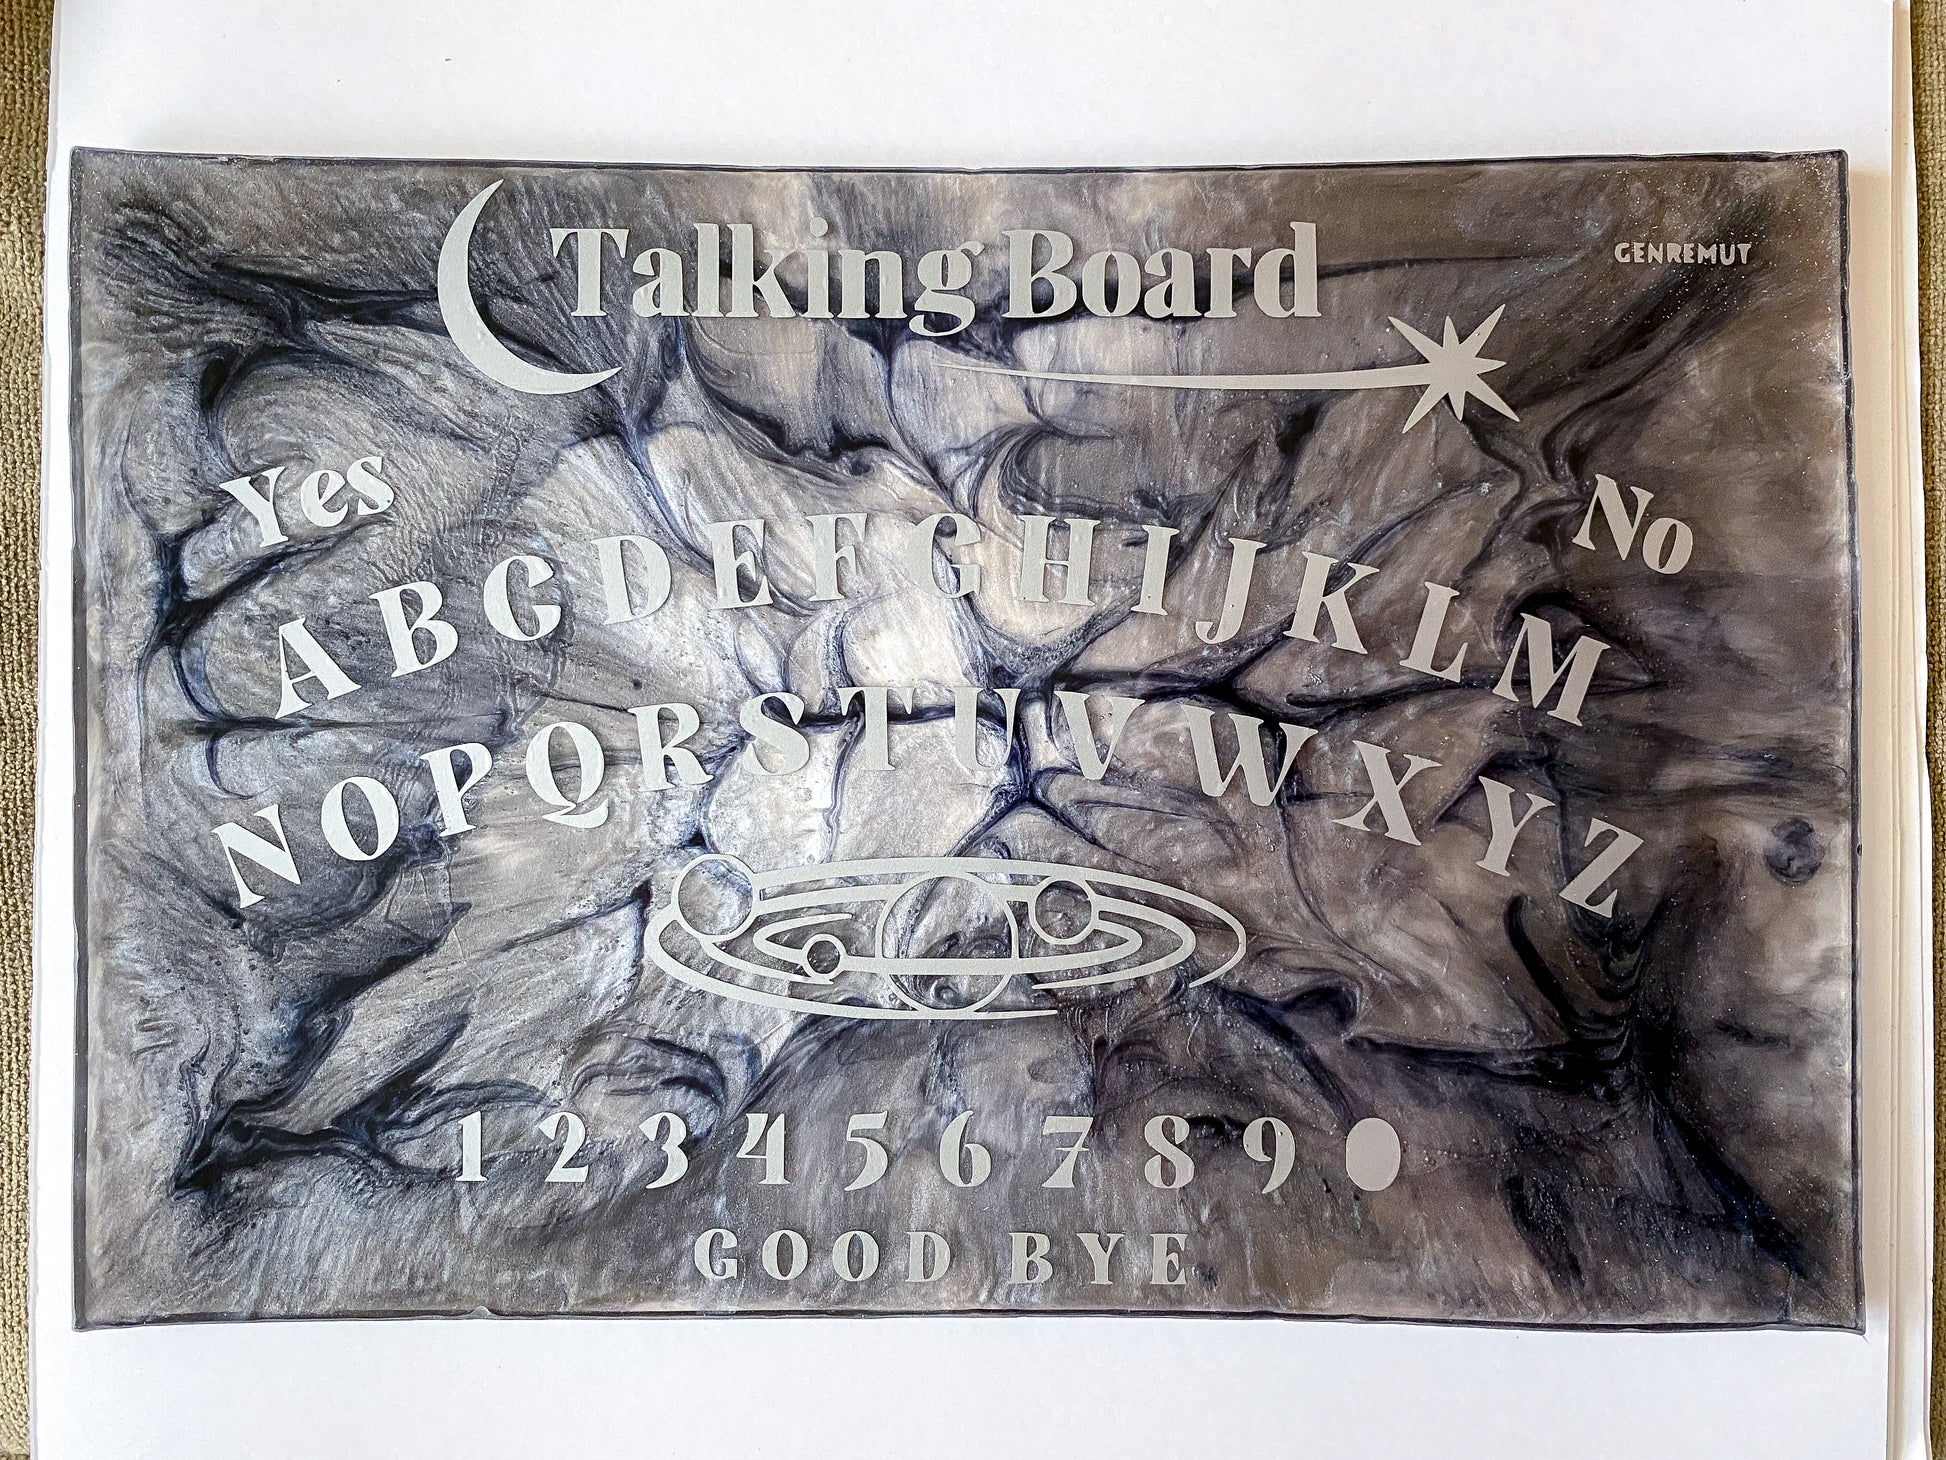 Talking Board
GENREMUT
Yes
No
A B C D E F G H I J K L M
N O P Q R S T U V W X Y Z
1 2 3 4 5 6 7 8 9 0
GOOD BYE